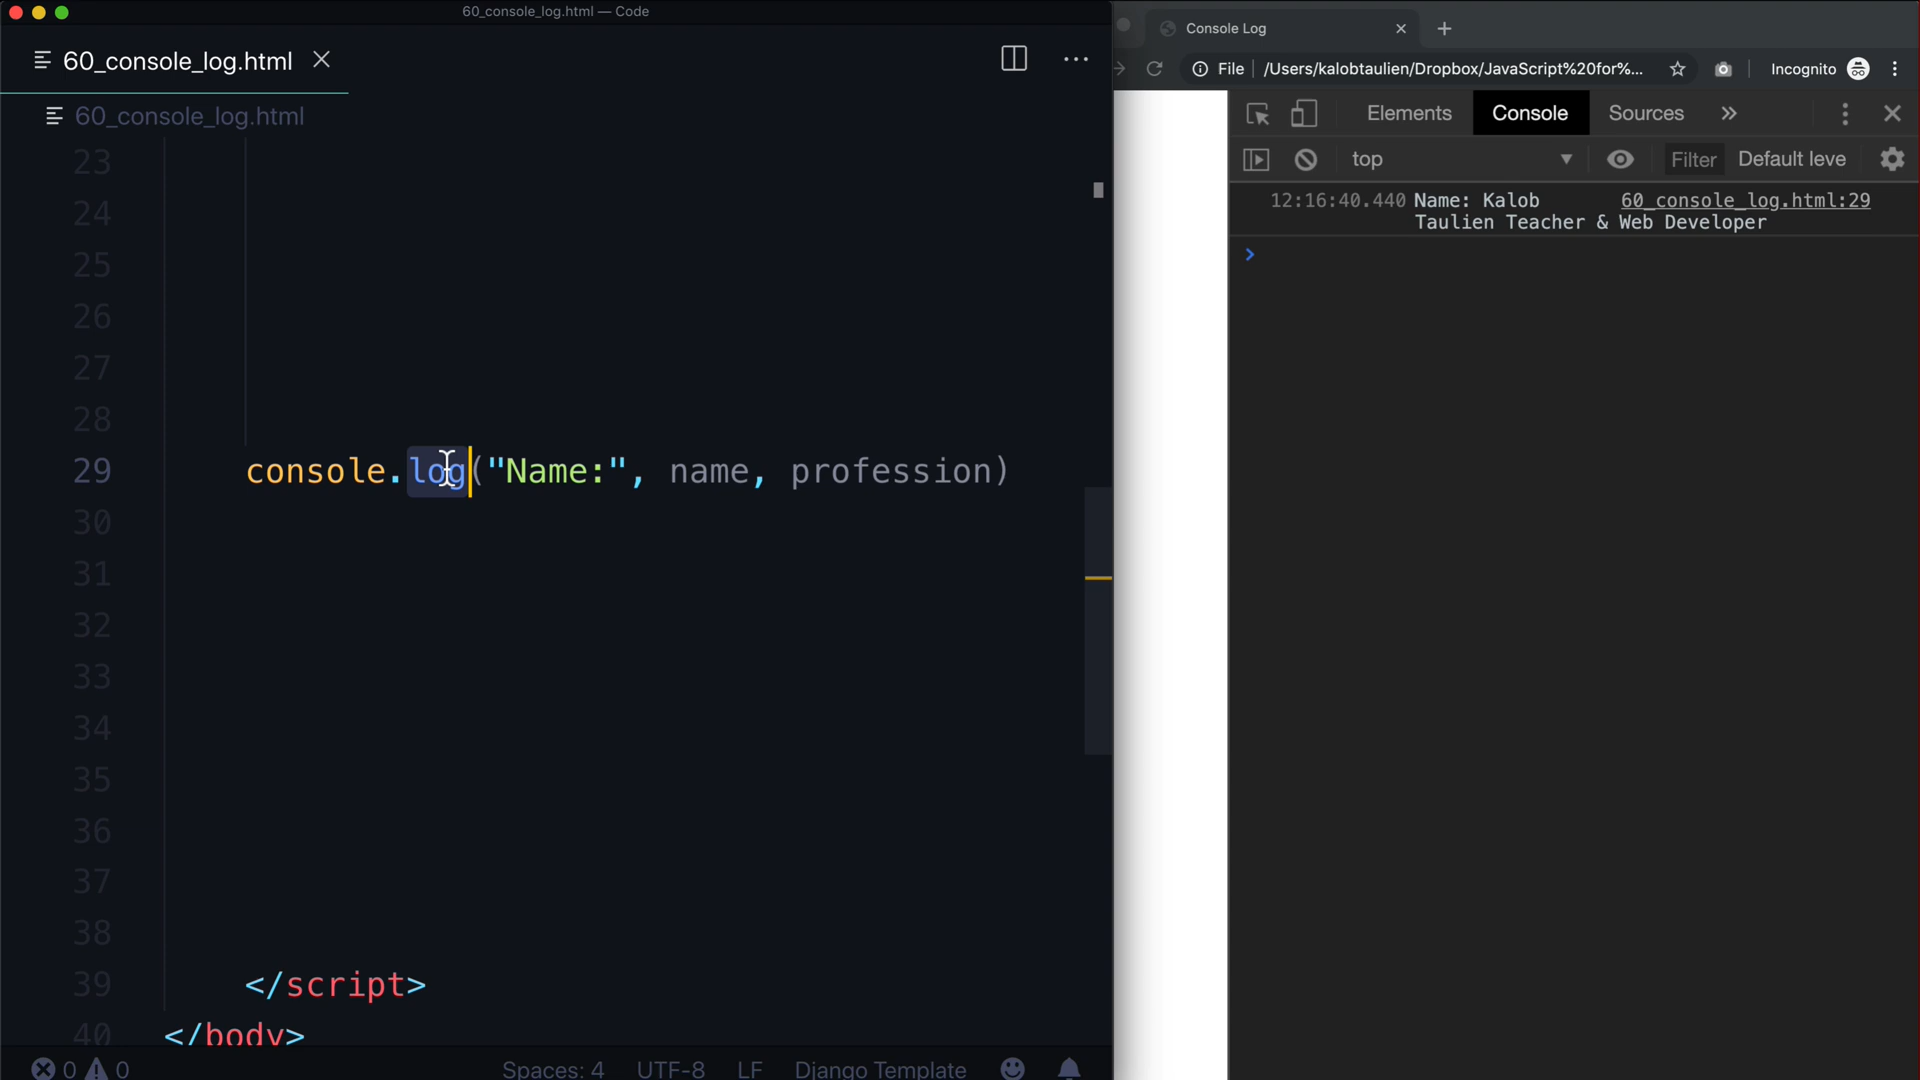 60_console_log.html — Code
60_console_log.html
60_console_log.html
23
24
25
26
27
28
29 console.log("Name:", name, profession)
30
31
32
33
34
35
36
37
38
39 </script>
40 </body>
0 0 Spaces: 4 UTF-8 LF Django Template
Console Log
File /Users/kalobtaulien/Dropbox/JavaScript%20for%... Incognito
Elements Console Sources »
top Filter Default leve
12:16:40.440 Name: Kalob 60_console_log.html:29
Taulien Teacher & Web Developer